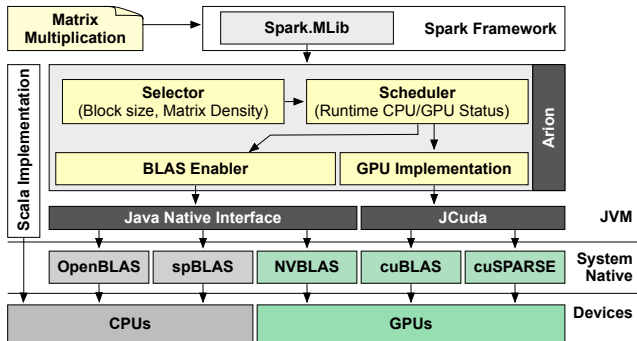 Matrix
Multiplication
Spark.MLib
Spark Framework
Scala Implementation
Selector
(Block size, Matrix Density)
Scheduler
(Runtime CPU/GPU Status)
Arion
BLAS Enabler
GPU Implementation
Java Native Interface
JCuda
JVM
OpenBLAS
spBLAS
NVBLAS
cuBLAS
cuSPARSE
System
Native
CPUs
GPUs
Devices